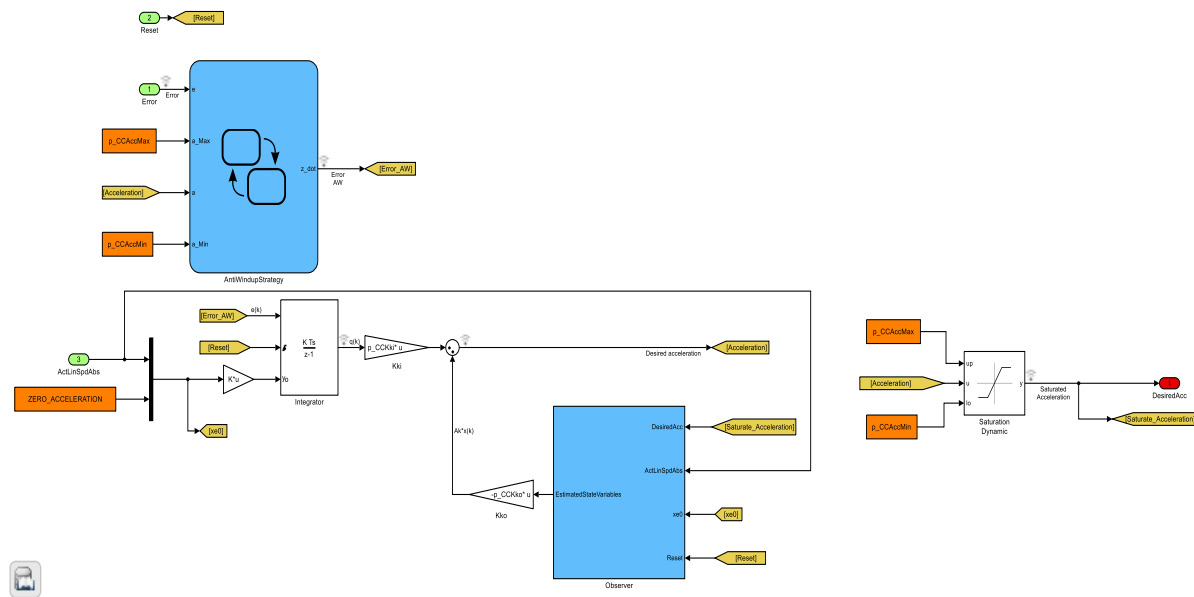 2
[Reset]
Reset
1
Error
Error
e
p_CCAccMax
a_Max
[Acceleration]
a
z_dot
Error
AW
[Error_AW]
p_CCAccMin
a_Min
AntiWindupStrategy
[Error_AW]
e(k)
[Reset]
K Ts
z-1
q(k)
p_CCKki* u
Kki
Desired acceleration
[Acceleration]
3
ActLinSpdAbs
K*u
Yo
Integrator
ZERO_ACCELERATION
[xe0]
Ak*x(k)
DesiredAcc
[Saturate_Acceleration]
ActLinSpdAbs
-p_CCKko* u
Kko
EstimatedStateVariables
xe0
[xe0]
Reset
[Reset]
Observer
p_CCAccMax
up
[Acceleration]
u
y
Saturated
Acceleration
1
DesiredAcc
p_CCAccMin
lo
Saturation
Dynamic
[Saturate_Acceleration]